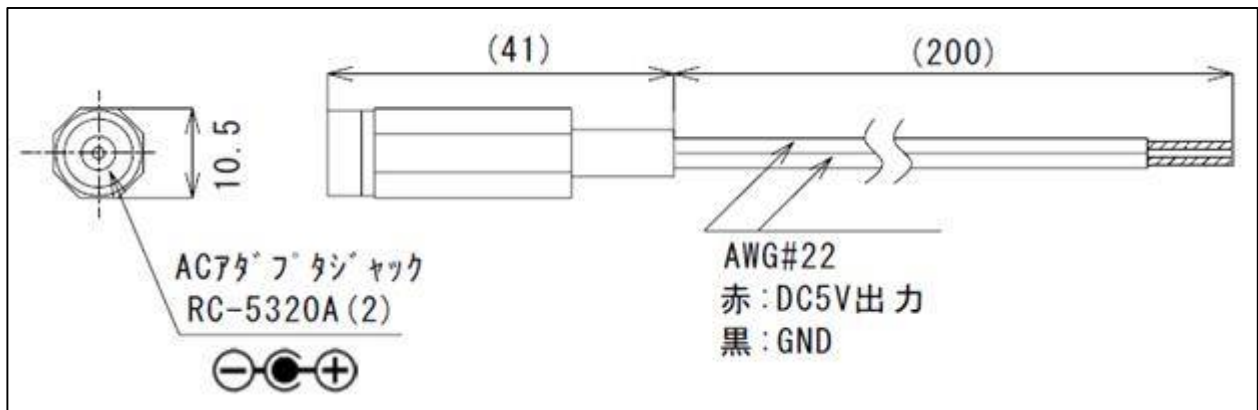 (41)
(200)
10.5
ACｱﾀﾞﾌﾟﾀｼﾞｬｯｸ
RC-5320A(2)
AWG#22
赤:DC5V出力
黒:GND